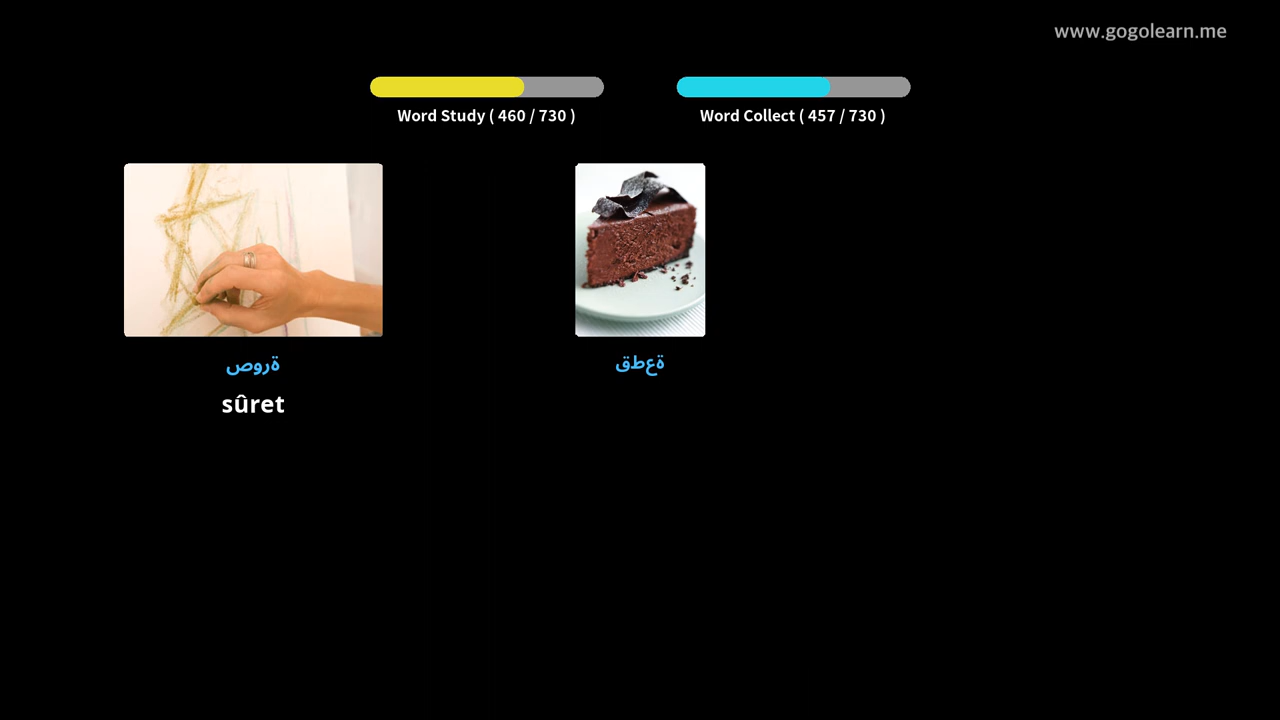 www.gogolearn.me
Word Study ( 460 / 730 )
Word Collect ( 457 / 730 )
ةروص
sûret
ةعطق